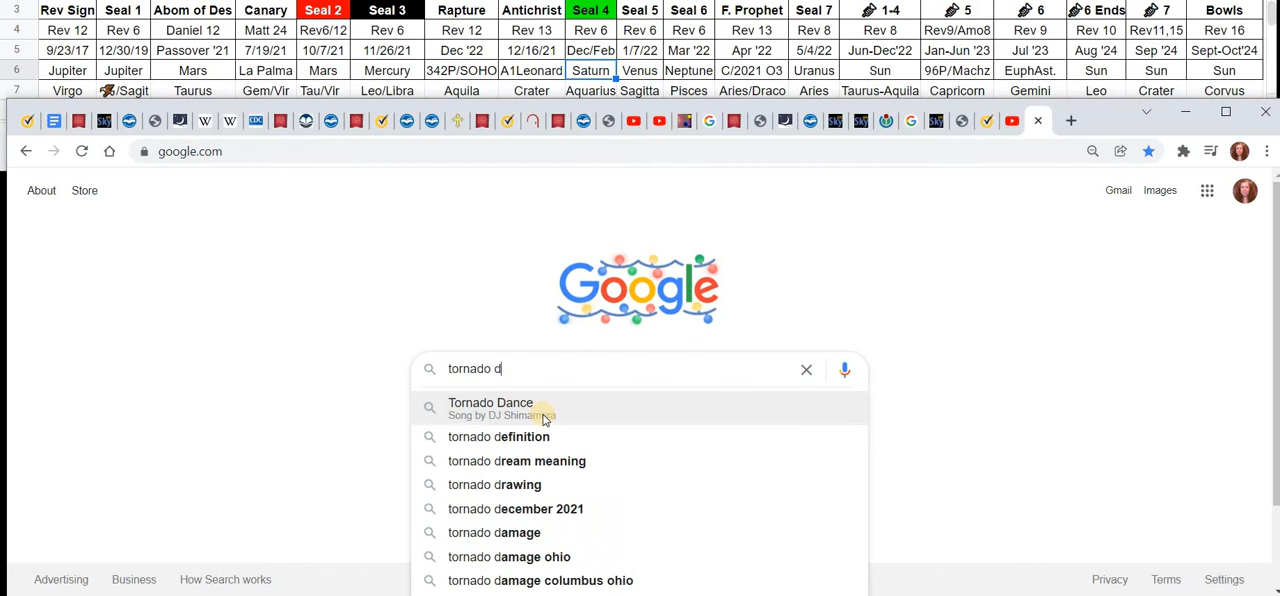 3 Rev Sign Seal 1 Abom of Des Canary Seal 2 Seal 3 Rapture Antichrist Seal 4 Seal 5 Seal 6 F. Prophet Seal 7 1-4 5 6 6 Ends 7 Bowls
4 Rev 12 Rev 6 Daniel 12 Matt 24 Rev6/12 Rev 6 Rev 12 Rev 13 Rev 6 Rev 6 Rev 6 Rev 13 Rev 8 Rev 8 Rev9/Amo8 Rev 9 Rev 10 Rev11,15 Rev 16
5 9/23/17 12/30/19 Passover '21 7/19/21 10/7/21 11/26/21 Dec '22 12/16/21 Dec/Feb 1/7/22 Mar '22 Apr '22 5/4/22 Jun-Dec'22 Jan-Jun '23 Jul '23 Aug '24 Sep '24 Sept-Oct'24
6 Jupiter Jupiter Mars La Palma Mars Mercury 342P/SOHO A1Leonard Saturn Venus Neptune C/2021 O3 Uranus Sun 96P/Machz EuphAst. Sun Sun Sun
7 Virgo /Sagit Taurus Gem/Vir Tau/Vir Leo/Libra Aquila Crater Aquarius Sagitta Pisces Aries/Draco Aries Taurus-Aquila Capricorn Gemini Leo Crater Corvus
google.com
About Store Gmail Images
Google
tornado d
Tornado Dance
Song by DJ Shimamura
tornado definition
tornado dream meaning
tornado drawing
tornado december 2021
tornado damage
tornado damage ohio
tornado damage columbus ohio
Advertising Business How Search works Privacy Terms Settings